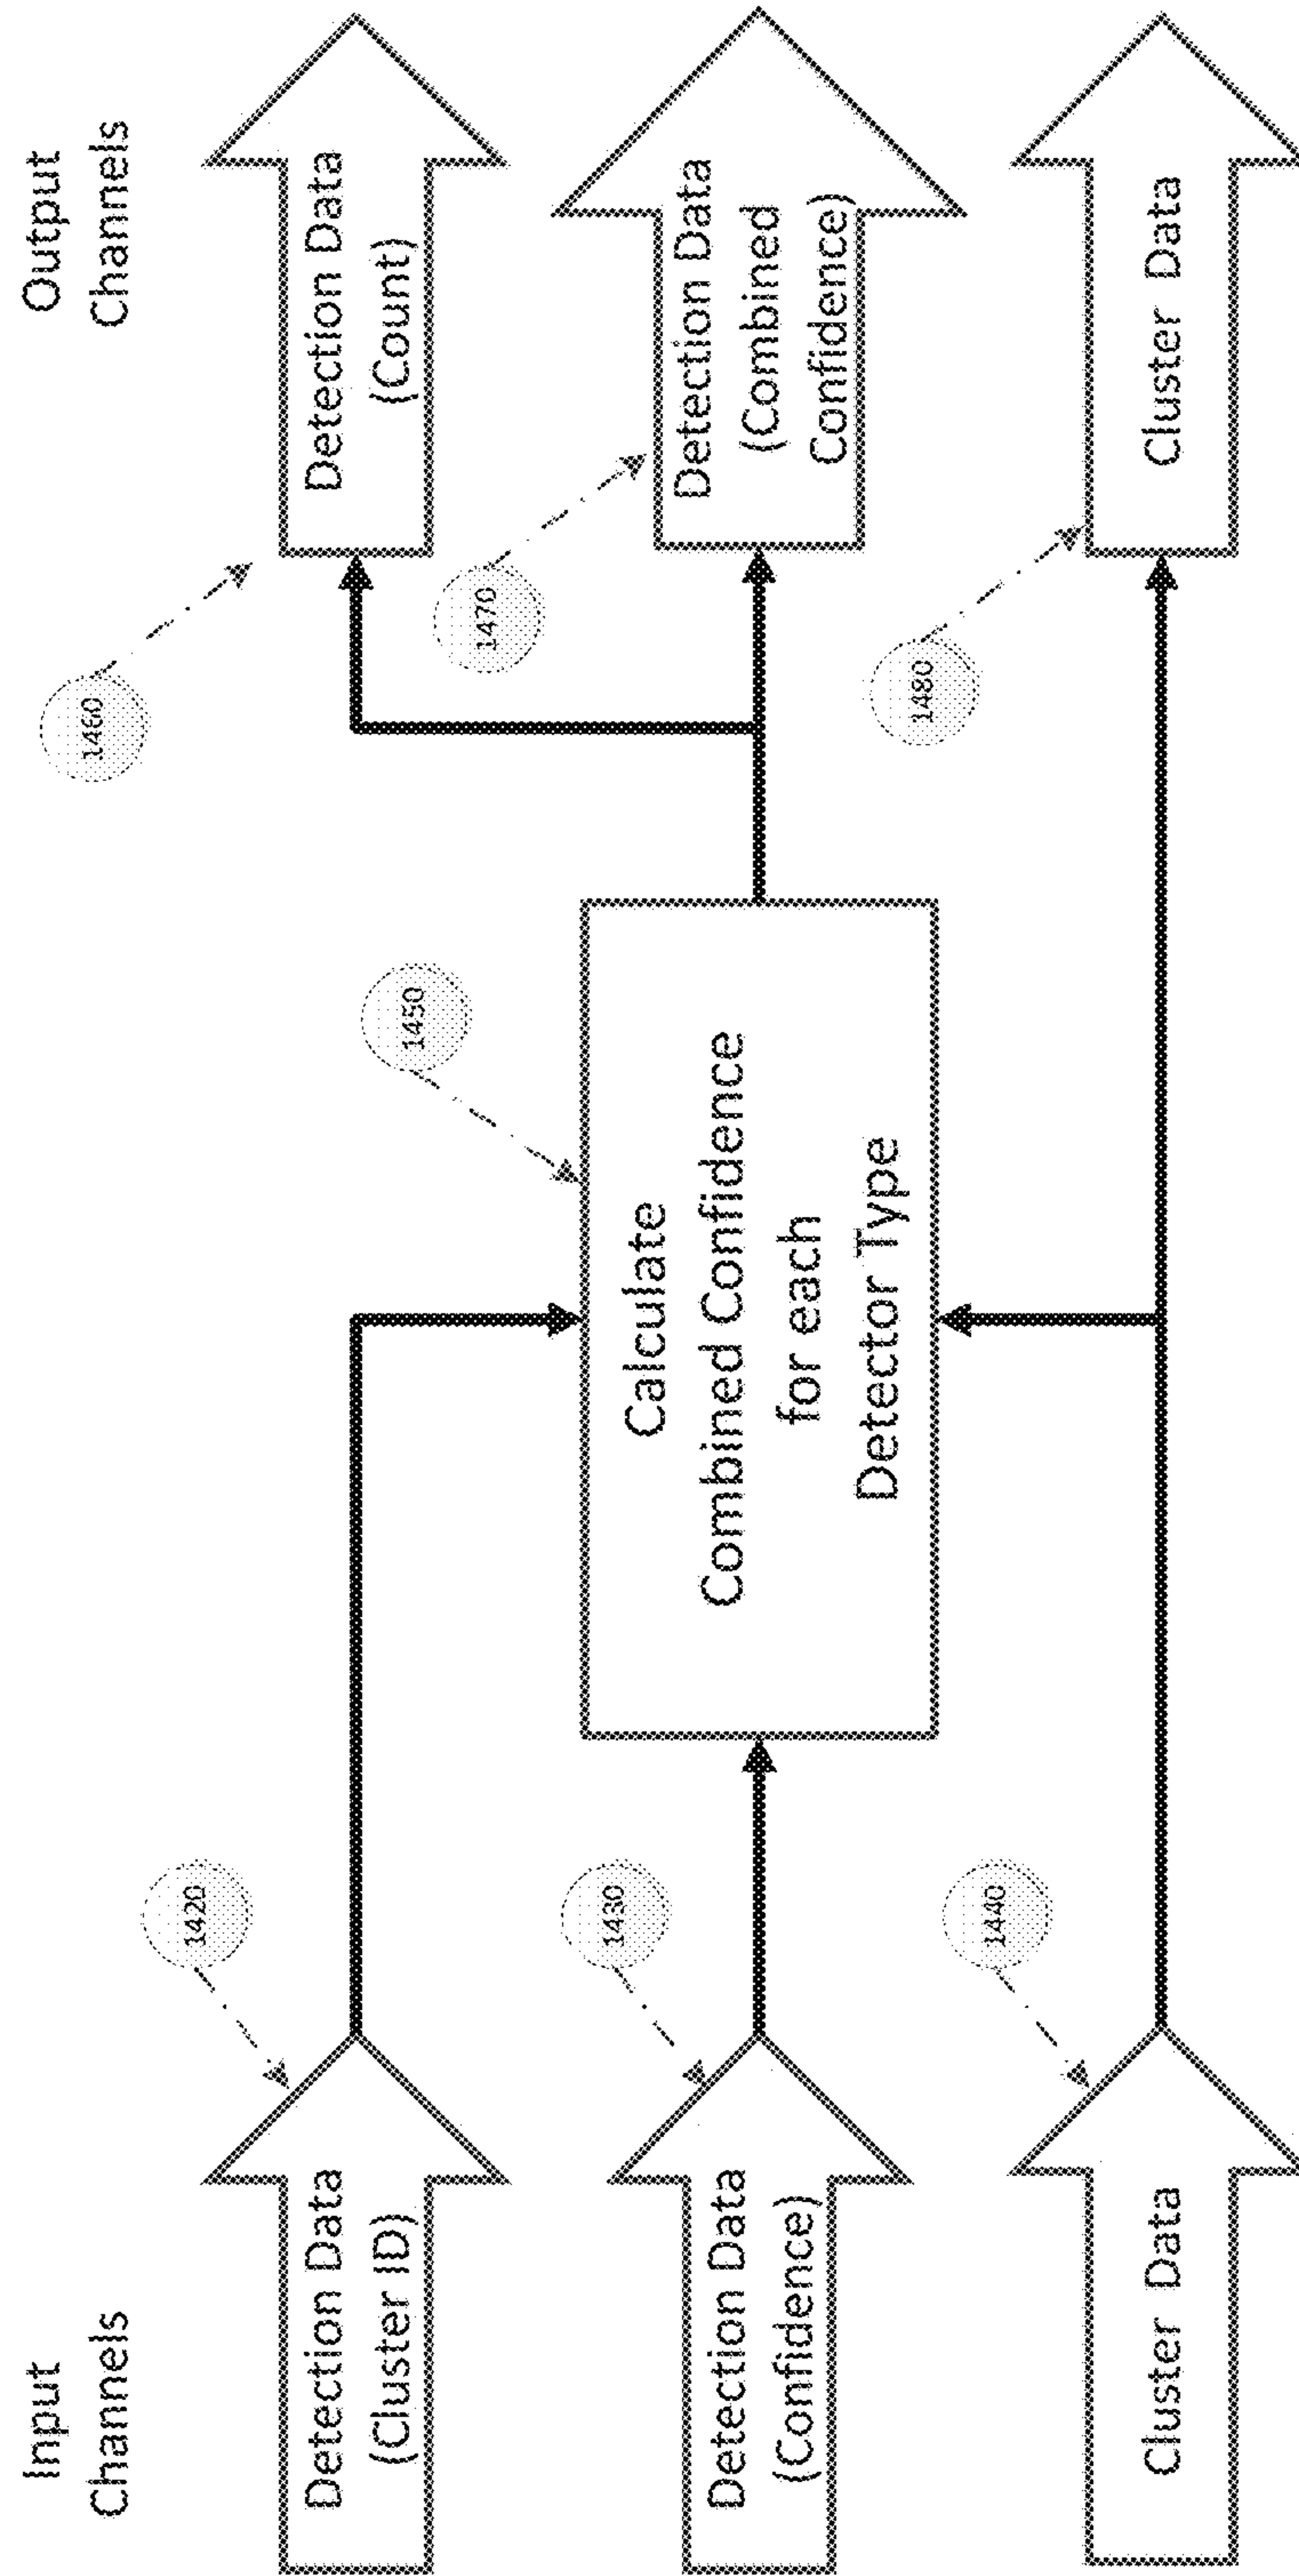 Input
Channels
Output
Channels
1420
Detection Data
(Cluster ID)
1430
Detection Data
(Confidence)
1440
Cluster Data
1450
Calculate
Combined Confidence
for each
Detector Type
1460
Detection Data
(Count)
1470
Detection Data
(Combined
Confidence)
1480
Cluster Data